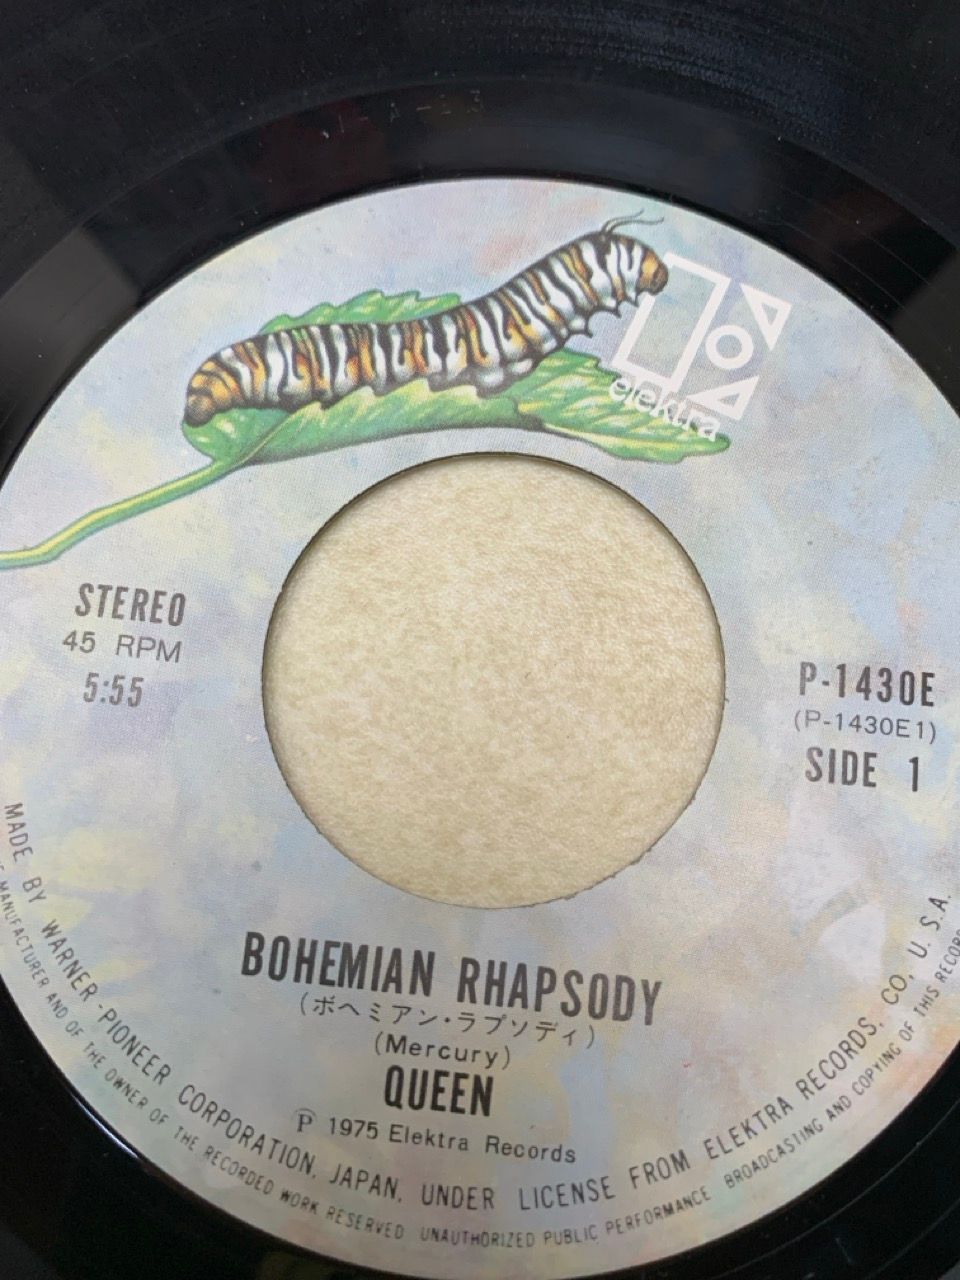 elektra
STEREO
45 RPM
5:55
P-1430E
(P-1430E1)
SIDE 1
BOHEMIAN RHAPSODY
(ボヘミアン・ラプソディ)
(Mercury)
QUEEN
Ⓟ 1975 Elektra Records
MADE BY WARNER-PIONEER CORPORATION, JAPAN, UNDER LICENSE FROM ELEKTRA RECORDS. CO, U. S. A.
MANUFACTURER AND OF THE OWNER OF THE RECORDED WORK RESERVED UNAUTHORIZED PUBLIC PERFORMANCE BROADCASTING AND COPYING OF THIS RECORD